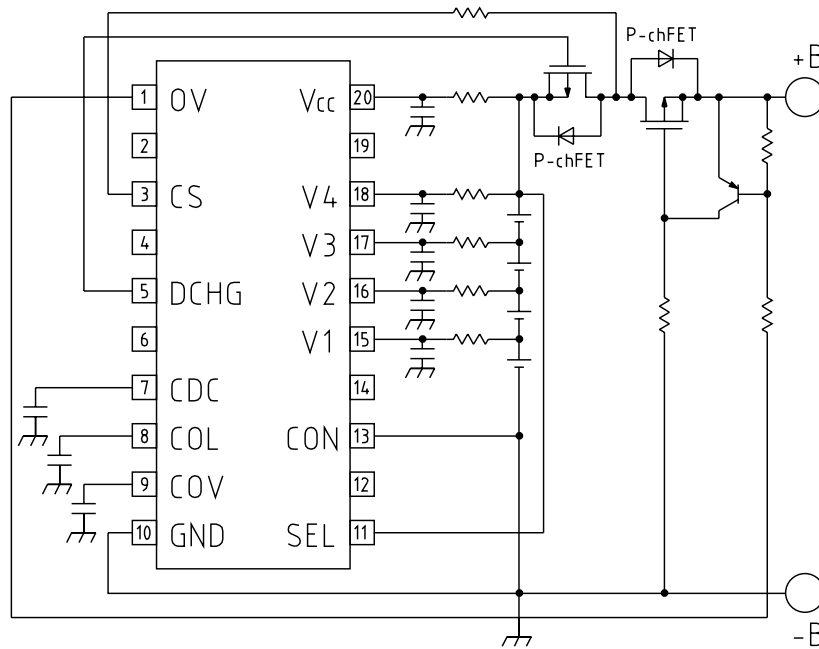 P-chFET
+B
1 OV Vcc 20
2 19
P-chFET
3 CS V4 18
4 V3 17
5 DCHG V2 16
6 V1 15
7 CDC 14
8 COL CON 13
9 COV 12
10 GND SEL 11
-B